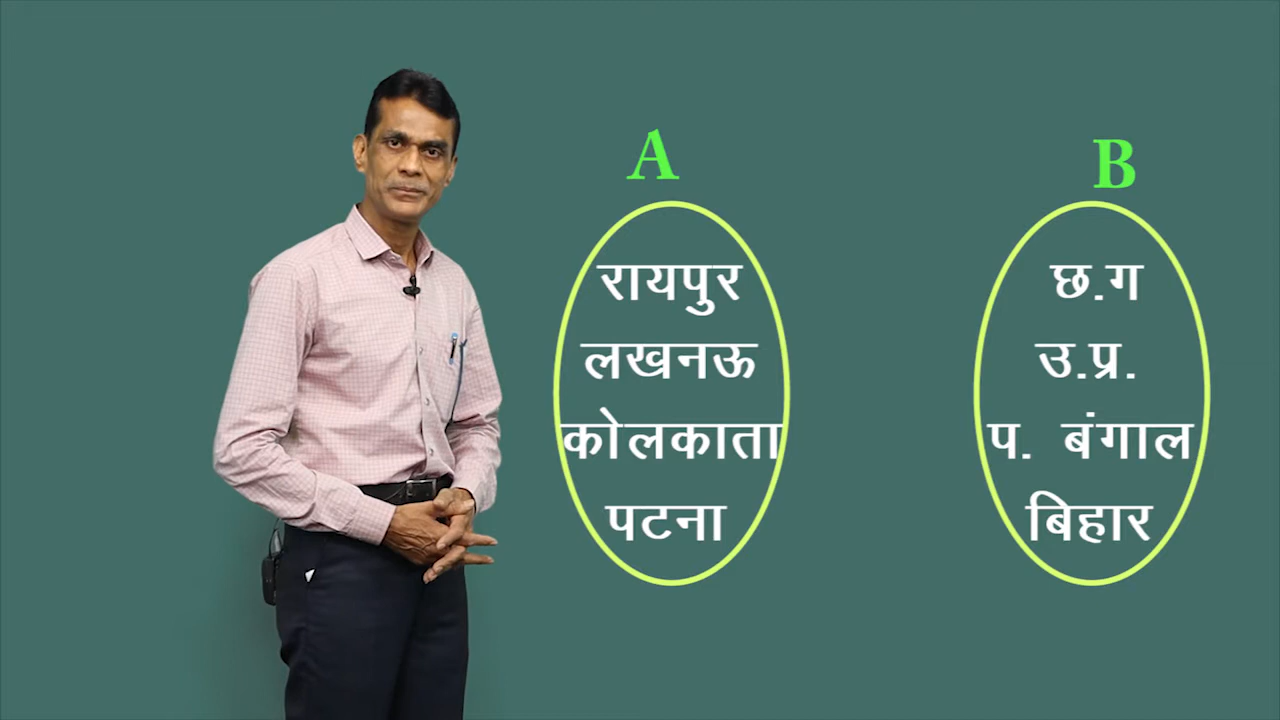 A
रायपुर
लखनऊ
कोलकाता
पटना
B
छ.ग
उ.प्र.
प. बंगाल
बिहार